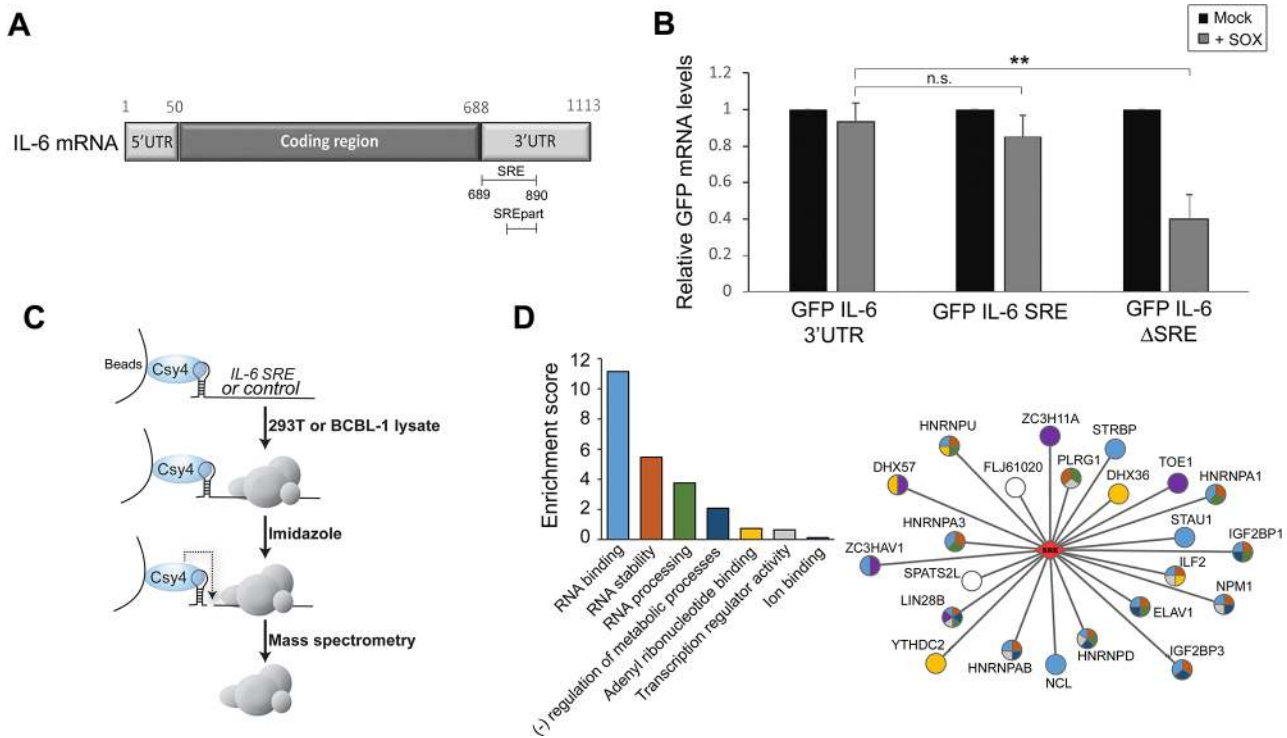 A
1 50 688 1113
IL-6 mRNA 5'UTR Coding region 3'UTR
SRE
689 890
SREpart
B
Mock
+ SOX
Relative GFP mRNA levels
1.2
1
0.8
0.6
0.4
0.2
0
**
n.s.
GFP IL-6
3'UTR
GFP IL-6 SRE
GFP IL-6
ΔSRE
C
Beads
Csy4
IL-6 SRE
or control
293T or BCBL-1 lysate
Csy4
Imidazole
Csy4
Mass spectrometry
D
Enrichment score
12
10
8
6
4
2
0
RNA binding
RNA stability
RNA processing
(-) regulation of metabolic processes
Adenyl ribonucleotide binding
Transcription regulator activity
Ion binding
HNRNPU
ZC3H11A
STRBP
DHX57
FLJ61020
PLRG1
DHX36
TOE1
HNRNPA1
HNRNPA3
STAU1
IGF2BP1
ZC3HAV1
SRE
ILF2
SPATS2L
NPM1
LIN28B
ELAV1
YTHDC2
HNRNPAB
NCL
HNRNPD
IGF2BP3